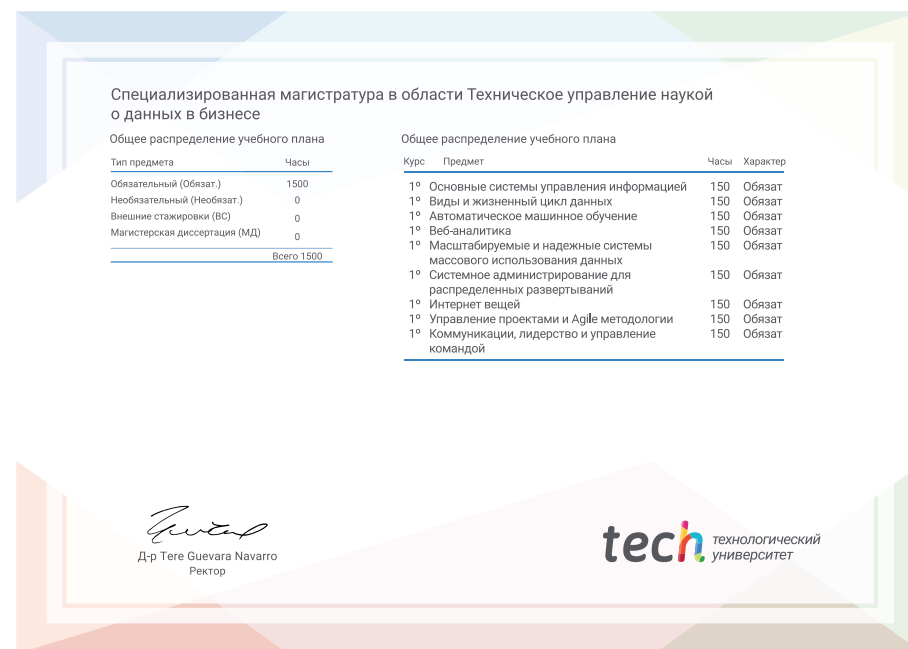 Специализированная магистратура в области Техническое управление наукой
о данных в бизнесе
Общее распределение учебного плана
Тип предмета Часы
Обязательный (Обязат.) 1500
Необязательный (Необязат.) 0
Внешние стажировки (ВС) 0
Магистерская диссертация (МД) 0
Всего 1500
Общее распределение учебного плана
Курс Предмет Часы Характер
1º Основные системы управления информацией 150 Обязат
1º Виды и жизненный цикл данных 150 Обязат
1º Автоматическое машинное обучение 150 Обязат
1º Веб-аналитика 150 Обязат
1º Масштабируемые и надежные системы 150 Обязат
массового использования данных
1º Системное администрирование для 150 Обязат
распределенных развертываний
1º Интернет вещей 150 Обязат
1º Управление проектами и Agile методологии 150 Обязат
1º Коммуникации, лидерство и управление 150 Обязат
командой
Д-р Tere Guevara Navarro
Ректор
tech технологический
университет